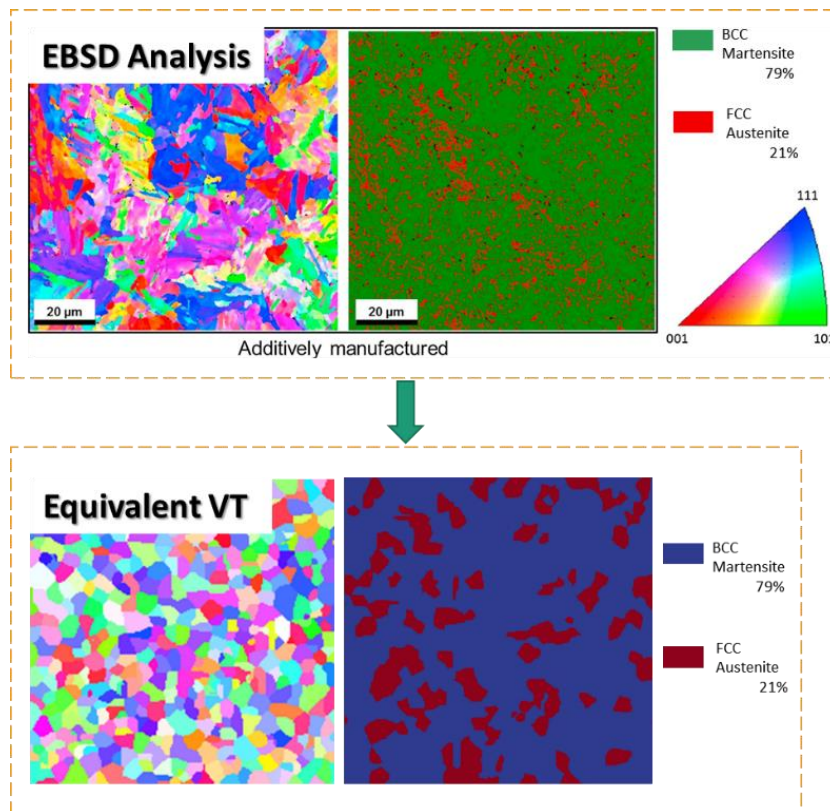 EBSD Analysis
20 µm
20 µm
Additively manufactured
BCC
Martensite
79%
FCC
Austenite
21%
111
001
Equivalent VT
BCC
Martensite
79%
FCC
Austenite
21%